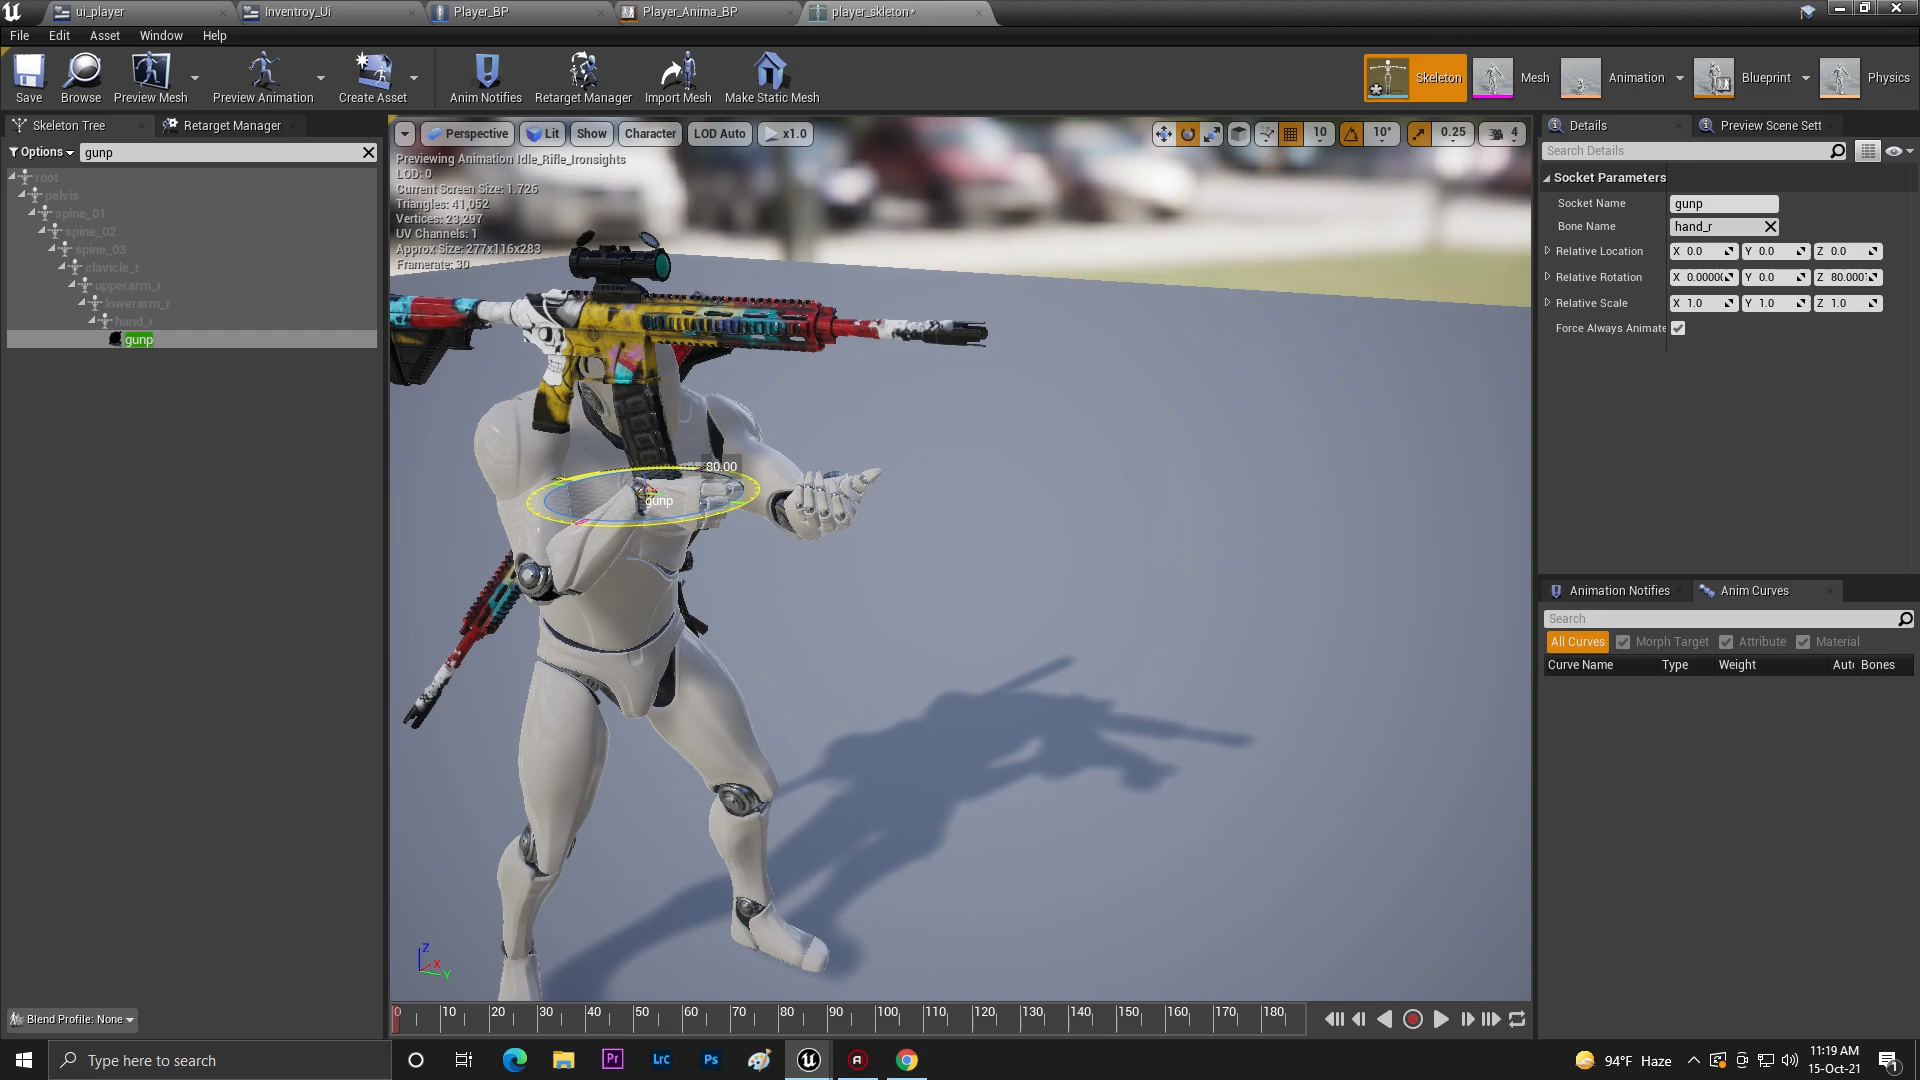 ui_player
Inventroy_Ui
Player_BP
Player_Anima_BP
player_skleton*
File Edit Asset Window Help
Save
Browse
Preview Mesh
Preview Animation
Create Asset
Anim Notifies
Retarget Manager
Import Mesh
Make Static Mesh
Skeleton
Mesh
Animation
Blueprint
Physics
Skeleton Tree
Retarget Manager
Options
gunp
root
pelvis
spine_01
spine_02
spine_03
clavicle_r
upperarm_r
lowerarm_r
hand_r
gunp
Blend Profile: None
Perspective
Lit
Show
Character
LOD Auto
x1.0
10
10°
0.25
4
Previewing Animation Idle_Rifle_Ironsights
LOD: 0
Current Screen Size: 1.726
Triangles: 41,052
Vertices: 23,297
UV Channels: 1
Approx Size: 277x116x283
Framerate: 30
80.00
gunp
Z
X
Y
0 10 20 30 40 50 60 70 80 90 100 110 120 130 140 150 160 170 180
Details
Preview Scene Sett
Search Details
Socket Parameters
Socket Name gunp
Bone Name hand_r
Relative Location X 0.0 Y 0.0 Z 0.0
Relative Rotation X 0.0000 Y 0.0 Z 80.0001
Relative Scale X 1.0 Y 1.0 Z 1.0
Force Always Animate
Animation Notifies
Anim Curves
Search
All Curves Morph Target Attribute Material
Curve Name Type Weight Aut Bones
Type here to search
Pr
Lrc
Ps
94°F Haze
11:19 AM
15-Oct-21
1